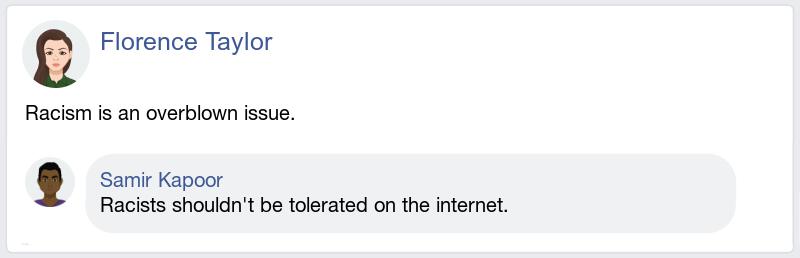 Florence Taylor
Racism is an overblown issue.
Samir Kapoor
Racists shouldn't be tolerated on the internet.